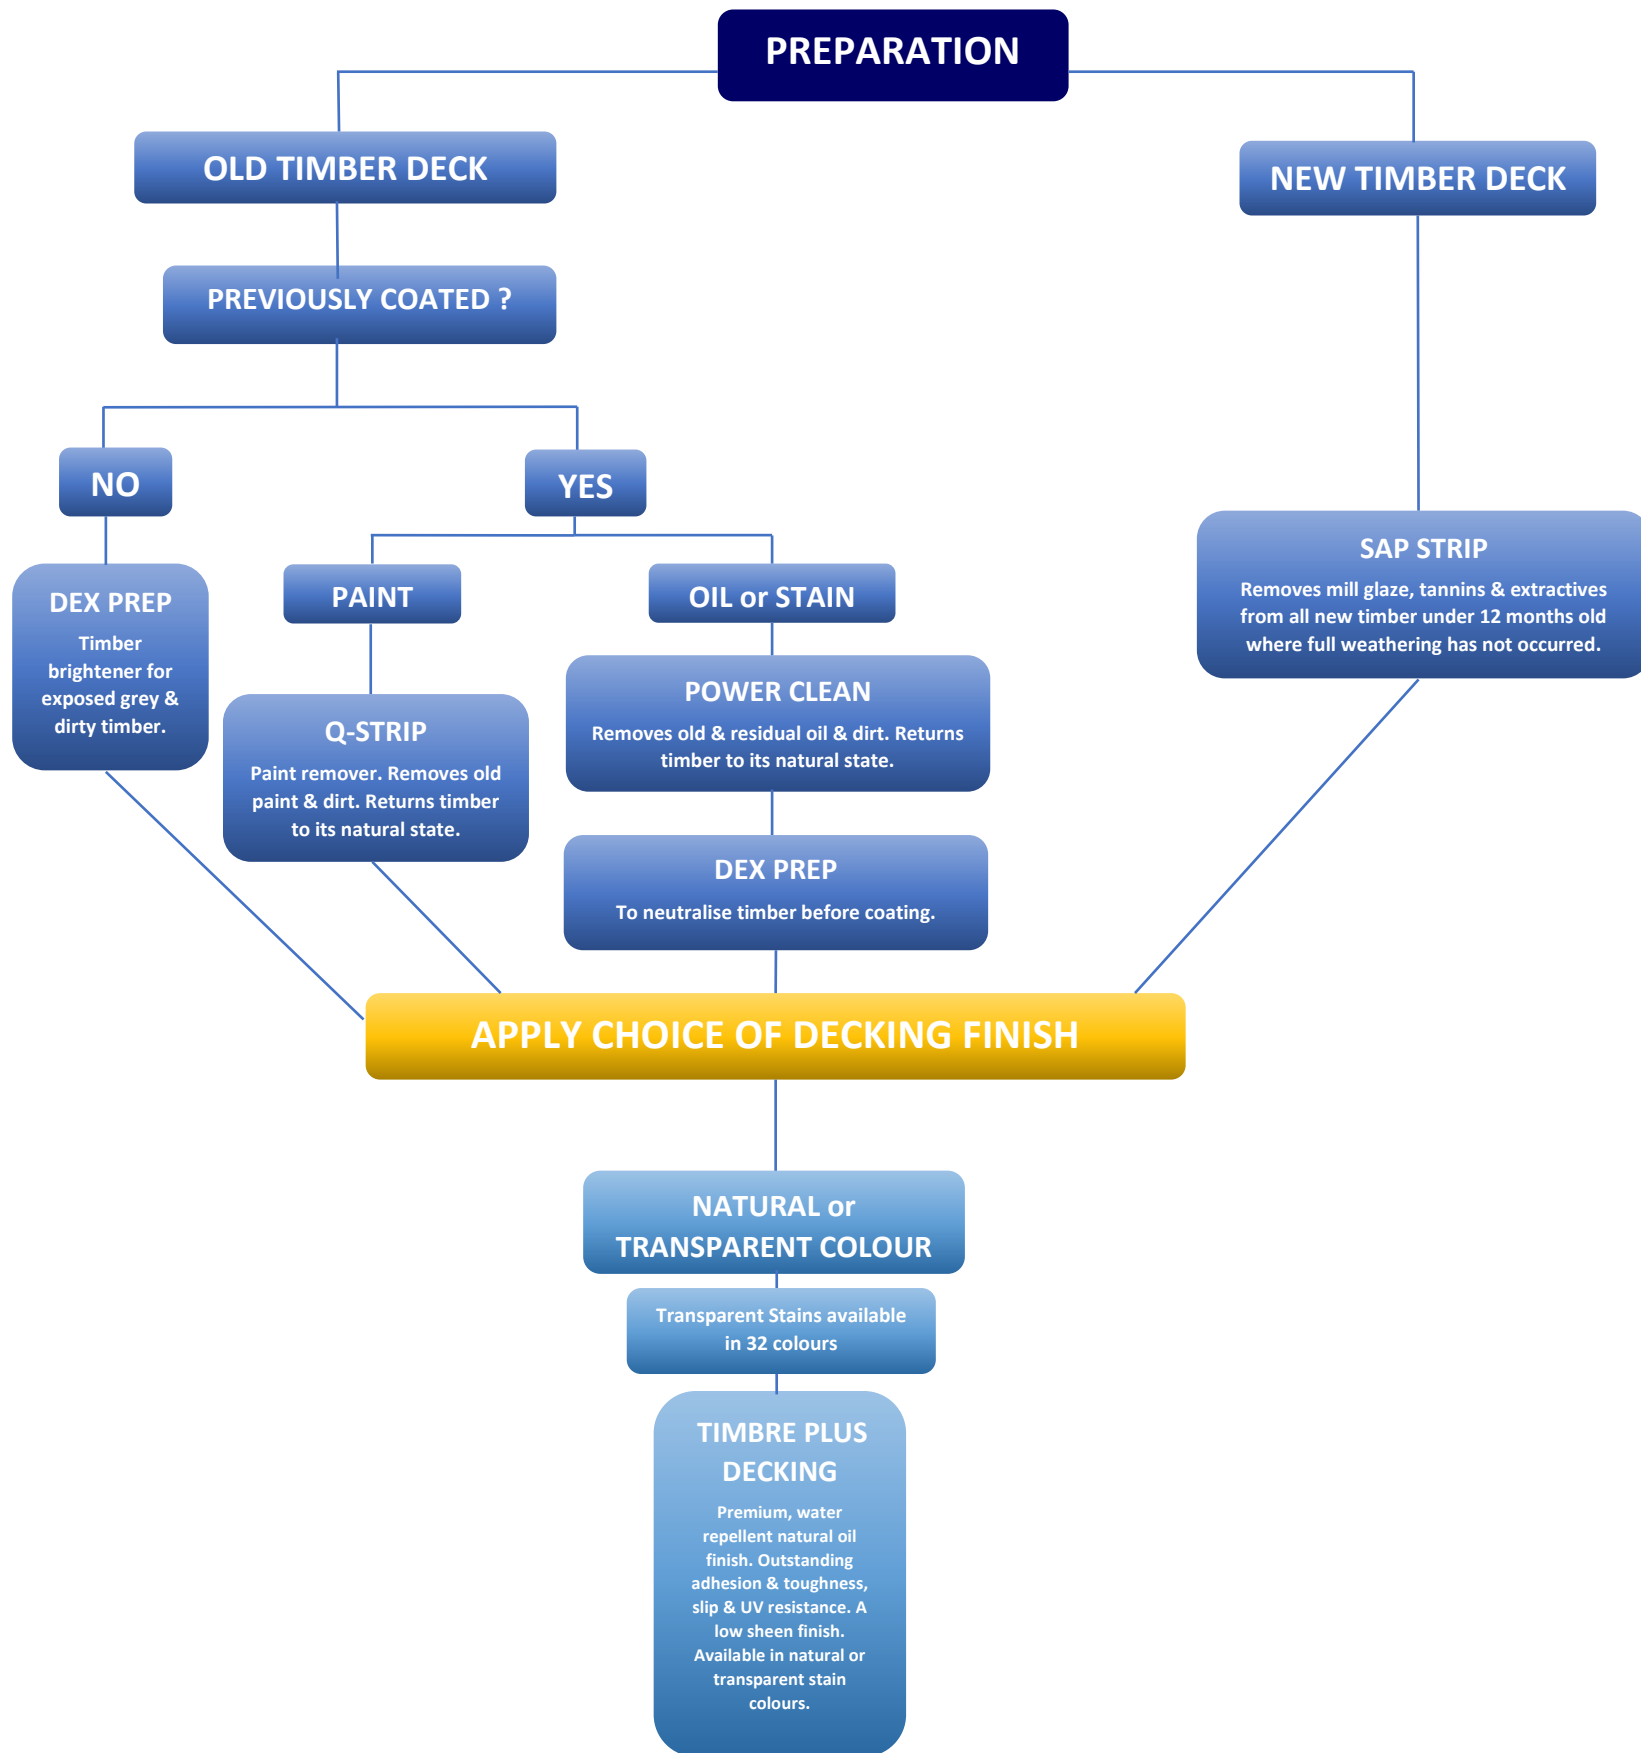 PREPARATION
OLD TIMBER DECK
NEW TIMBER DECK
PREVIOUSLY COATED ?
NO
YES
DEX PREP
Timber
brightener for
exposed grey &
dirty timber.
PAINT
OIL or STAIN
SAP STRIP
Removes mill glaze, tannins & extractives
from all new timber under 12 months old
where full weathering has not occurred.
Q-STRIP
Paint remover. Removes old
paint & dirt. Returns timber
to its natural state.
POWER CLEAN
Removes old & residual oil & dirt. Returns
timber to its natural state.
DEX PREP
To neutralise timber before coating.
APPLY CHOICE OF DECKING FINISH
NATURAL or
TRANSPARENT COLOUR
Transparent Stains available
in 32 colours
TIMBRE PLUS
DECKING
Premium, water
repellent natural oil
finish. Outstanding
adhesion & toughness,
slip & UV resistance. A
low sheen finish.
Available in natural or
transparent stain
colours.